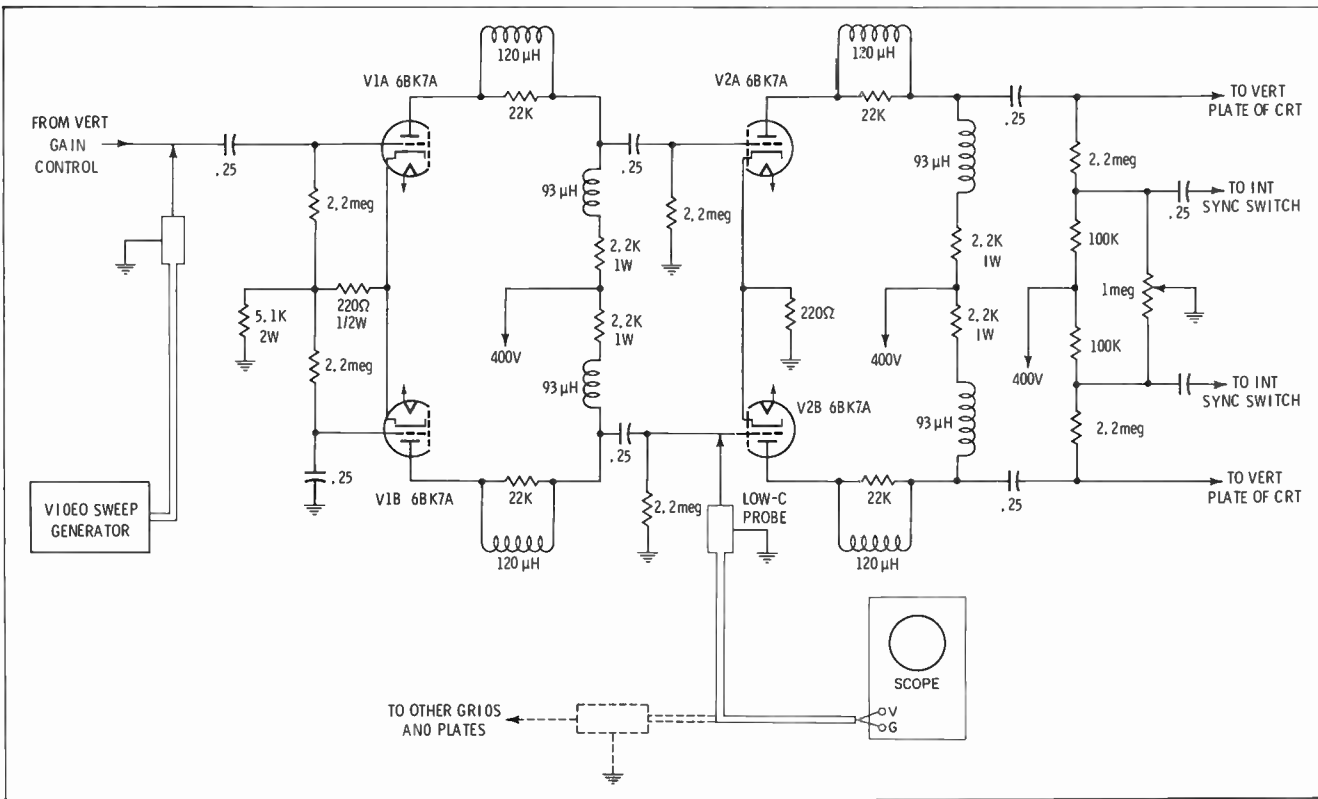 120 μH
22K
V1A 6BK7A
FROM VERT
GAIN
CONTROL
.25
2.2meg
5.1K
2W
220Ω
1/2W
2.2meg
.25
V1B 6BK7A
22K
120 μH
93 μH
2.2K
1W
400V
2.2K
1W
93 μH
.25
2.2meg
.25
2.2meg
V2A 6BK7A
120 μH
22K
220Ω
V2B 6BK7A
22K
120 μH
LOW-C
PROBE
93 μH
2.2K
1W
400V
2.2K
1W
93 μH
.25
.25
TO VERT
PLATE OF CRT
2.2meg
.25
TO INT
SYNC SWITCH
100K
1meg
400V
100K
TO INT
SYNC SWITCH
2.2meg
TO VERT
PLATE OF CRT
VIDEO SWEEP
GENERATOR
TO OTHER GRIDS
AND PLATES
SCOPE
V
G